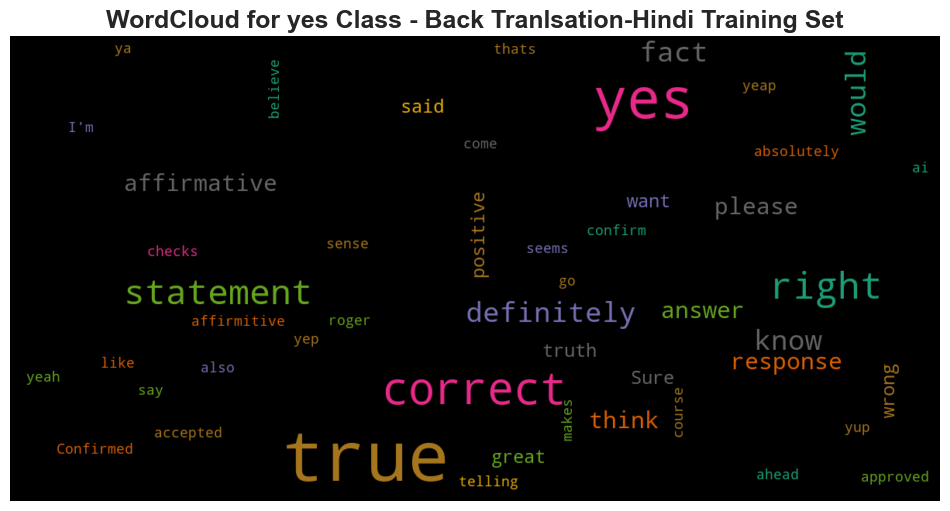 WordCloud for yes Class - Back Tranlsation-Hindi Training Set
ya
thats
fact
believe
yes
would
yeap
said
I'm
come
absolutely
ai
affirmative
want
please
positive
confirm
checks
sense
seems
go
statement
right
definitely
answer
affirmitive
roger
yep
know
truth
response
like
also
yeah
say
correct
Sure
wrong
makes
think
course
accepted
yup
Confirmed
true
great
telling
ahead
approved